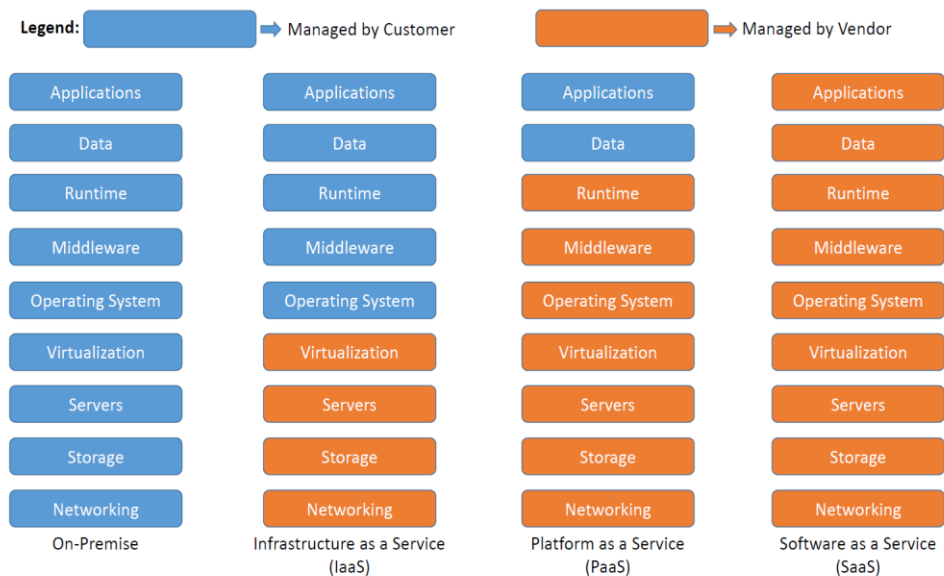 Legend: Managed by Customer Managed by Vendor
Applications Applications Applications Applications
Data Data Data Data
Runtime Runtime Runtime Runtime
Middleware Middleware Middleware Middleware
Operating System Operating System Operating System Operating System
Virtualization Virtualization Virtualization Virtualization
Servers Servers Servers Servers
Storage Storage Storage Storage
Networking Networking Networking Networking
On-Premise Infrastructure as a Service Platform as a Service Software as a Service
(IaaS) (PaaS) (SaaS)